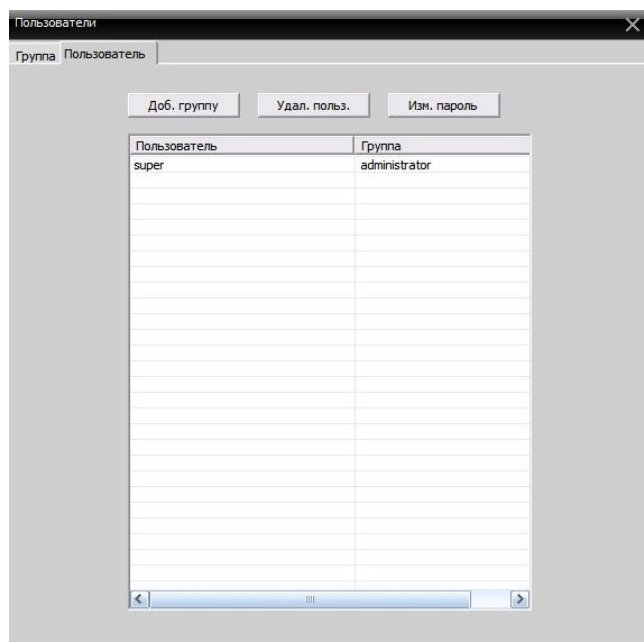 Пользователи
Группа Пользователь
Доб. группу Удал. польз. Изм. пароль
Пользователь Группа
super administrator